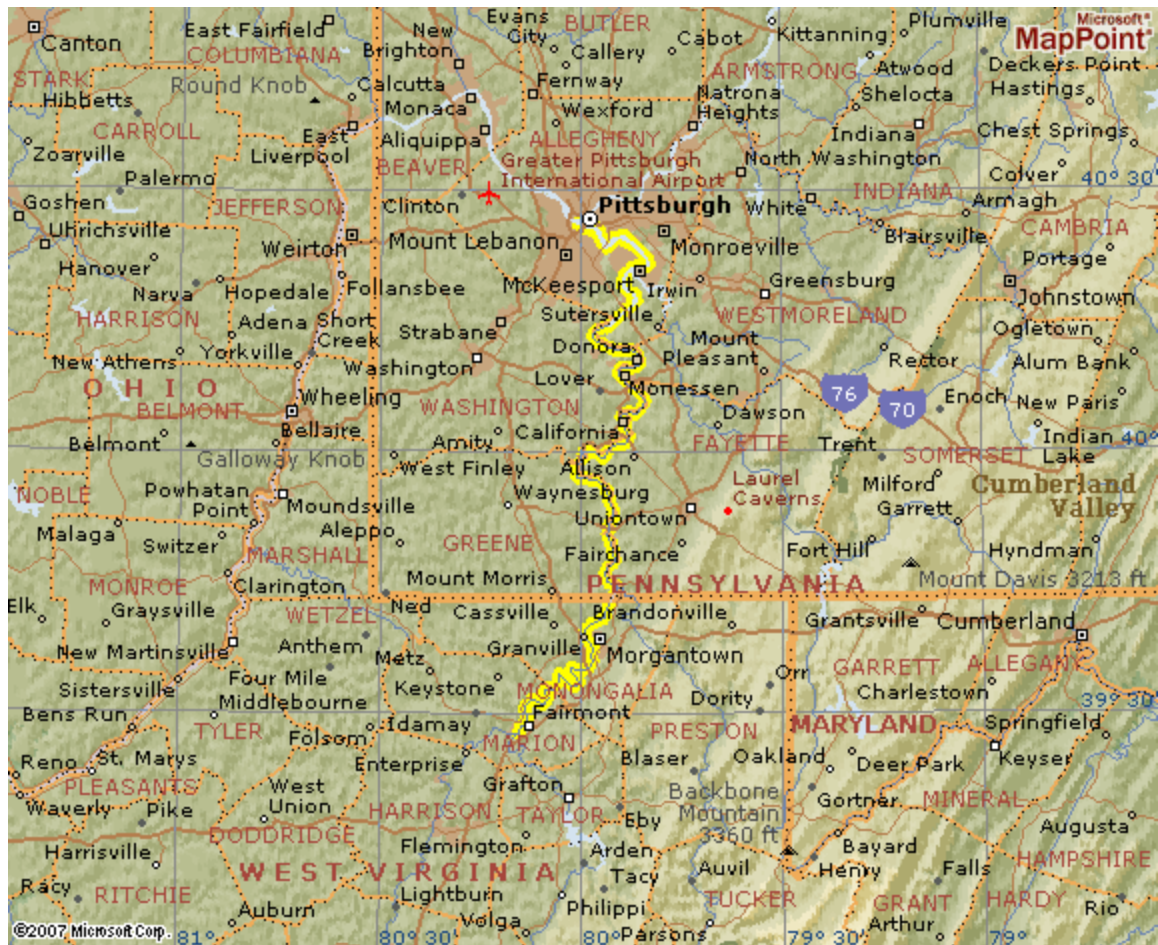 Microsoft®
MapPoint®
Canton
East Fairfield
COLUMBIANA
New
Brighton
Evans
City
BUTLER
Callery
Cabot
Kittanning
Plumville
STARK
Hibbetts
Round Knob
Calcutta
Monaca
Fernway
Wexford
ARMSTRONG
Natrona
Heights
Atwood
Shelocta
Deckers Point
Hastings
CARROLL
Zoarville
East
Liverpool
Aliquippa
BEAVER
ALLEGHENY
Greater Pittsburgh
International Airport
Indiana
North Washington
Chest Springs
Colver
Palermo
Goshen
JEFFERSON
Clinton
Pittsburgh
White
INDIANA
Armagh
40° 30'
Uhrichsville
Weirton
Mount Lebanon
Monroeville
Blairsville
CAMBRIA
Portage
Hanover
Narva
Hopedale
Follansbee
McKeesport
Irwin
Greensburg
Johnstown
HARRISON
Adena
Short
Creek
Strabane
Sutersville
WESTMORELAND
Ogletown
New Athens
Yorkville
Washington
Donora
Mount
Pleasant
Rector
Alum Bank
OHIO
Wheeling
Lover
Monessen
76
70
Enoch
New Paris
BELMONT
WASHINGTON
Dawson
Belmont
Bellaire
Amity
California
FAYETTE
Trent
Indian
Lake
40°
Galloway Knob
West Finley
Allison
SOMERSET
NOBLE
Powhatan
Point
Moundsville
Waynesburg
Laurel
Caverns
Milford
Garrett
Cumberland
Valley
Malaga
Switzer
Aleppo
Uniontown
MARSHALL
GREENE
Fairchance
Fort Hill
Hyndman
MONROE
Clarington
Mount Morris
PENNSYLVANIA
Mount Davis 3213 ft
Elk
Graysville
WETZEL
Ned
Cassville
Brandonville
Grantsville
Cumberland
New Martinsville
Anthem
Metz
Granville
Morgantown
Orr
GARRETT
ALLEGANY
Sistersville
Four Mile
Keystone
MONONGALIA
Dority
Charlestown
39° 30'
Bens Run
Middlebourne
TYLER
Folsom
Idamay
Fairmont
MARION
PRESTON
MARYLAND
Springfield
Reno
St. Marys
Enterprise
Blaser
Oakland
Deer Park
Keyser
PLEASANTS
Waverly
Pike
West
Union
Grafton
HARRISON
TAYLOR
Backbone
Mountain
3360 ft
Gortner
MINERAL
DODDRIDGE
Eby
Augusta
Harrisville
Flemington
Arden
Bayard
HAMPSHIRE
WEST VIRGINIA
Tacy
Auvil
Henry
Falls
Racy
RITCHIE
Lightburn
Philippi
TUCKER
GRANT
HARDY
Rio
Auburn
Volga
Parsons
Arthur
©2007 Microsoft Corp.
81°
80° 30'
80°
79° 30'
79°